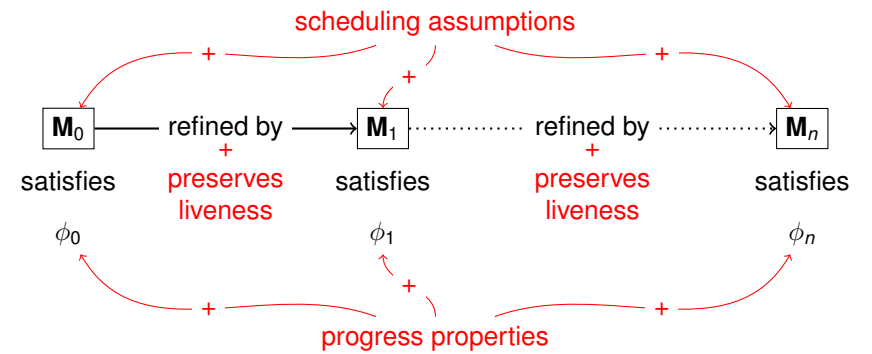 scheduling assumptions
+ + +
M₀ refined by M₁ refined by Mₙ
+ +
satisfies preserves satisfies preserves satisfies
liveness liveness
ϕ₀ ϕ₁ ϕₙ
+ + +
progress properties